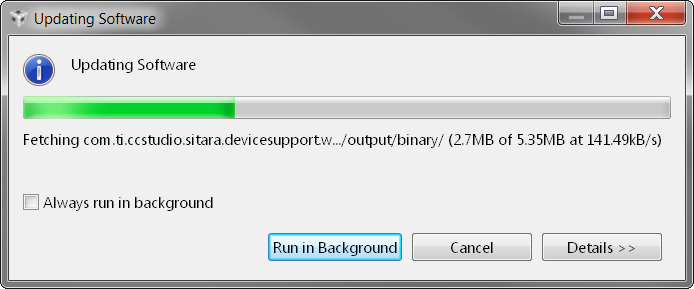 Updating Software
Updating Software
Fetching com.ti.ccstudio.sitara.devicesupport.w.../output/binary/ (2.7MB of 5.35MB at 141.49kB/s)
Always run in background
Run in Background Cancel Details >>